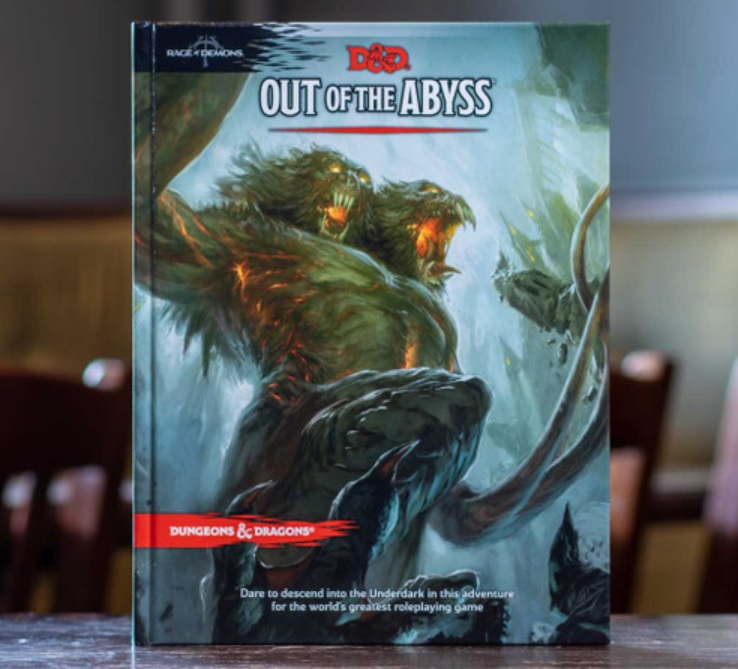 RAGE OF DEMONS
D&D
OUT OF THE ABYSS
DUNGEONS & DRAGONS®
Dare to descend into the Underdark in this adventure
for the world's greatest roleplaying game